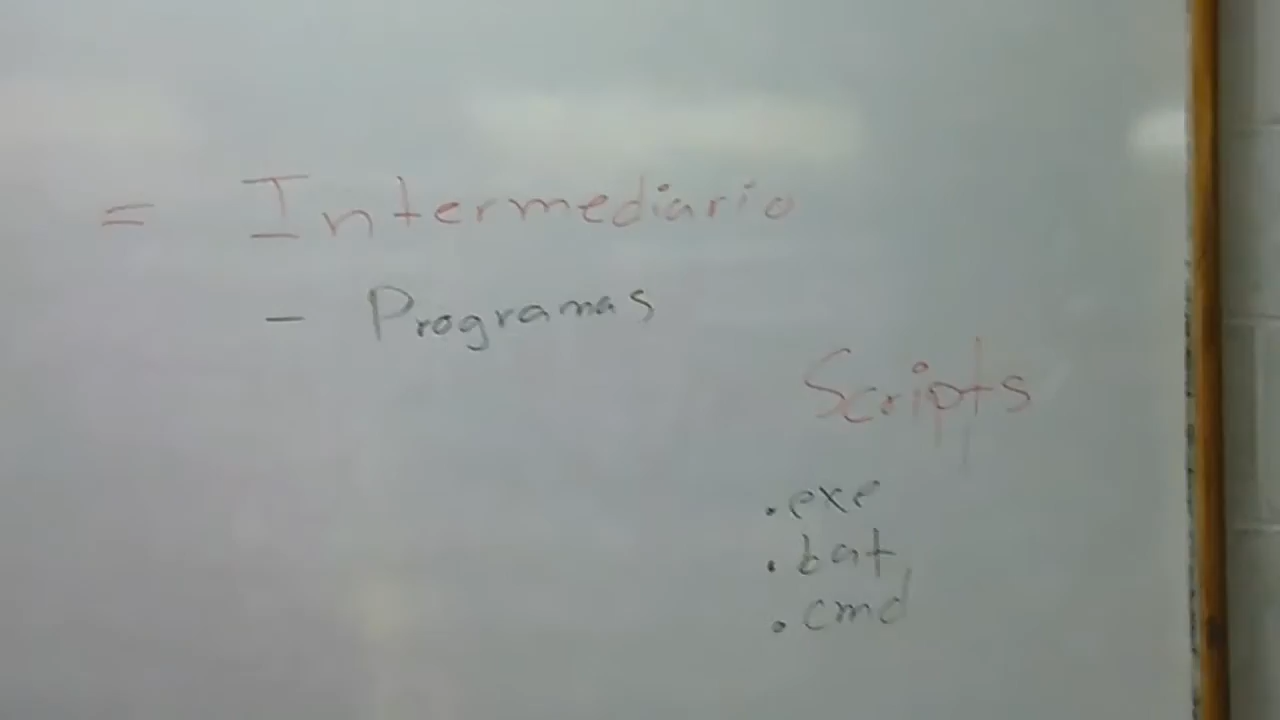 = Intermediario
- Programas
Scripts
.exe
.bat
.cmd